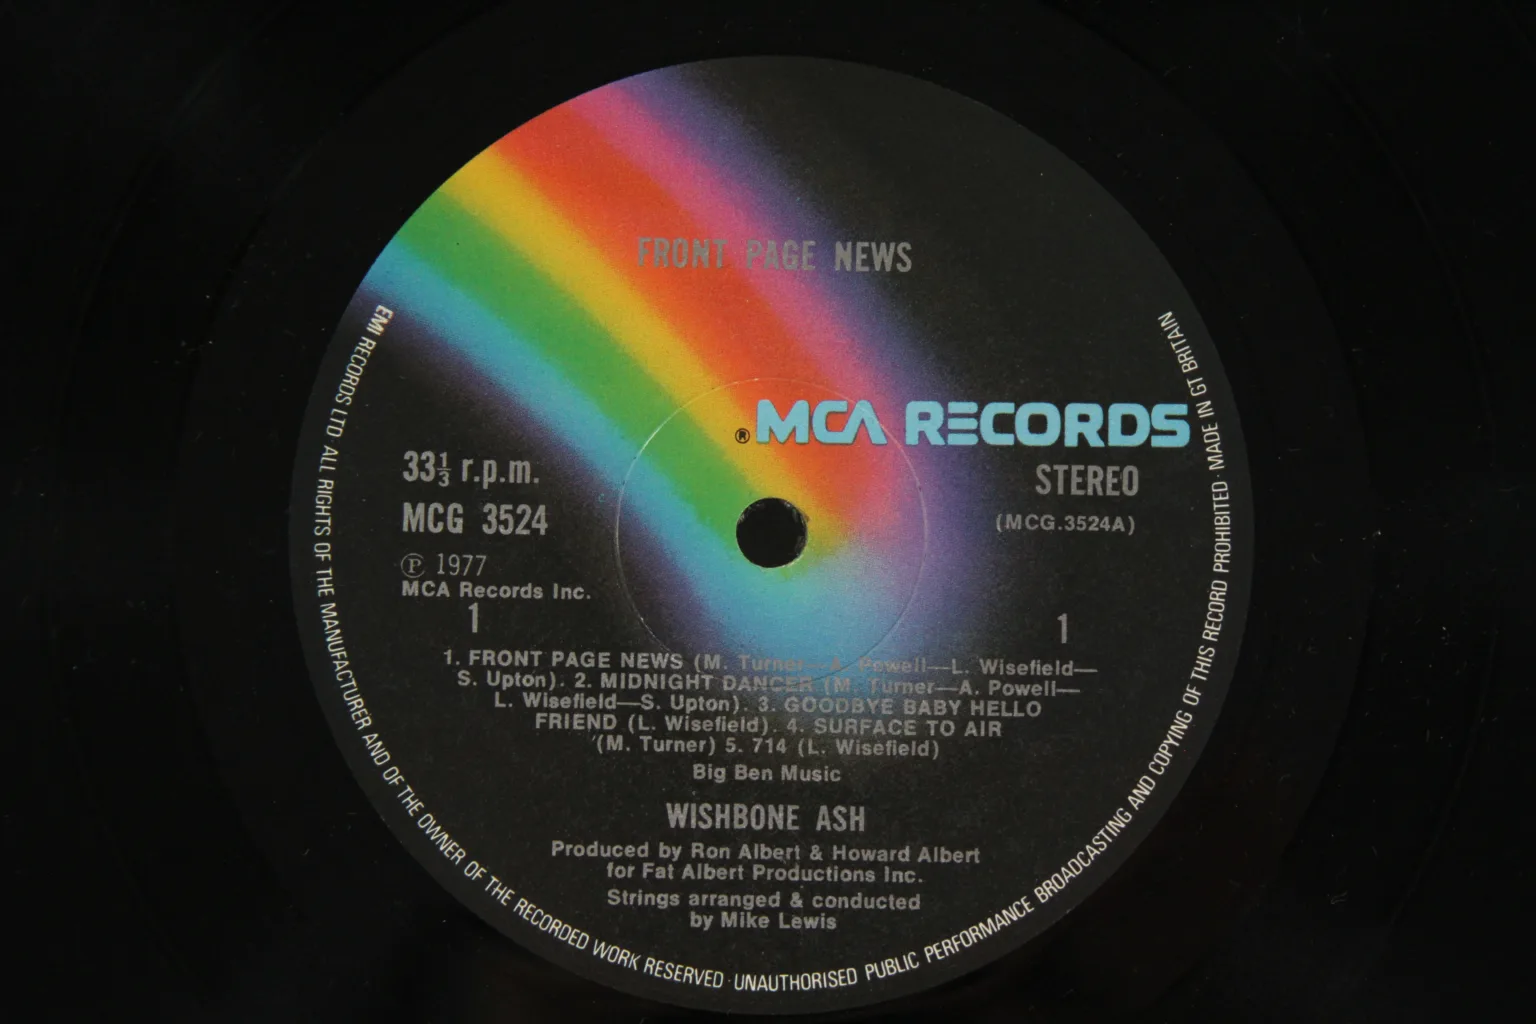 FRONT PAGE NEWS
® MCA RECORDS
33⅓ r.p.m.
STEREO
MCG 3524
(MCG.3524A)
℗ 1977
MCA Records Inc.
1
1
1. FRONT PAGE NEWS (M. Turner—A. Powell—L. Wisefield—
S. Upton). 2. MIDNIGHT DANCER (M. Turner—A. Powell—
L. Wisefield—S. Upton). 3. GOODBYE BABY HELLO
FRIEND (L. Wisefield). 4. SURFACE TO AIR
(M. Turner) 5. 714 (L. Wisefield)
Big Ben Music
WISHBONE ASH
Produced by Ron Albert & Howard Albert
for Fat Albert Productions Inc.
Strings arranged & conducted
by Mike Lewis
EMI RECORDS LTD ALL RIGHTS OF THE MANUFACTURER AND OF THE OWNER OF THE RECORDED WORK RESERVED · UNAUTHORISED PUBLIC PERFORMANCE BROADCASTING AND COPYING OF THIS RECORD PROHIBITED · MADE IN GT BRITAIN